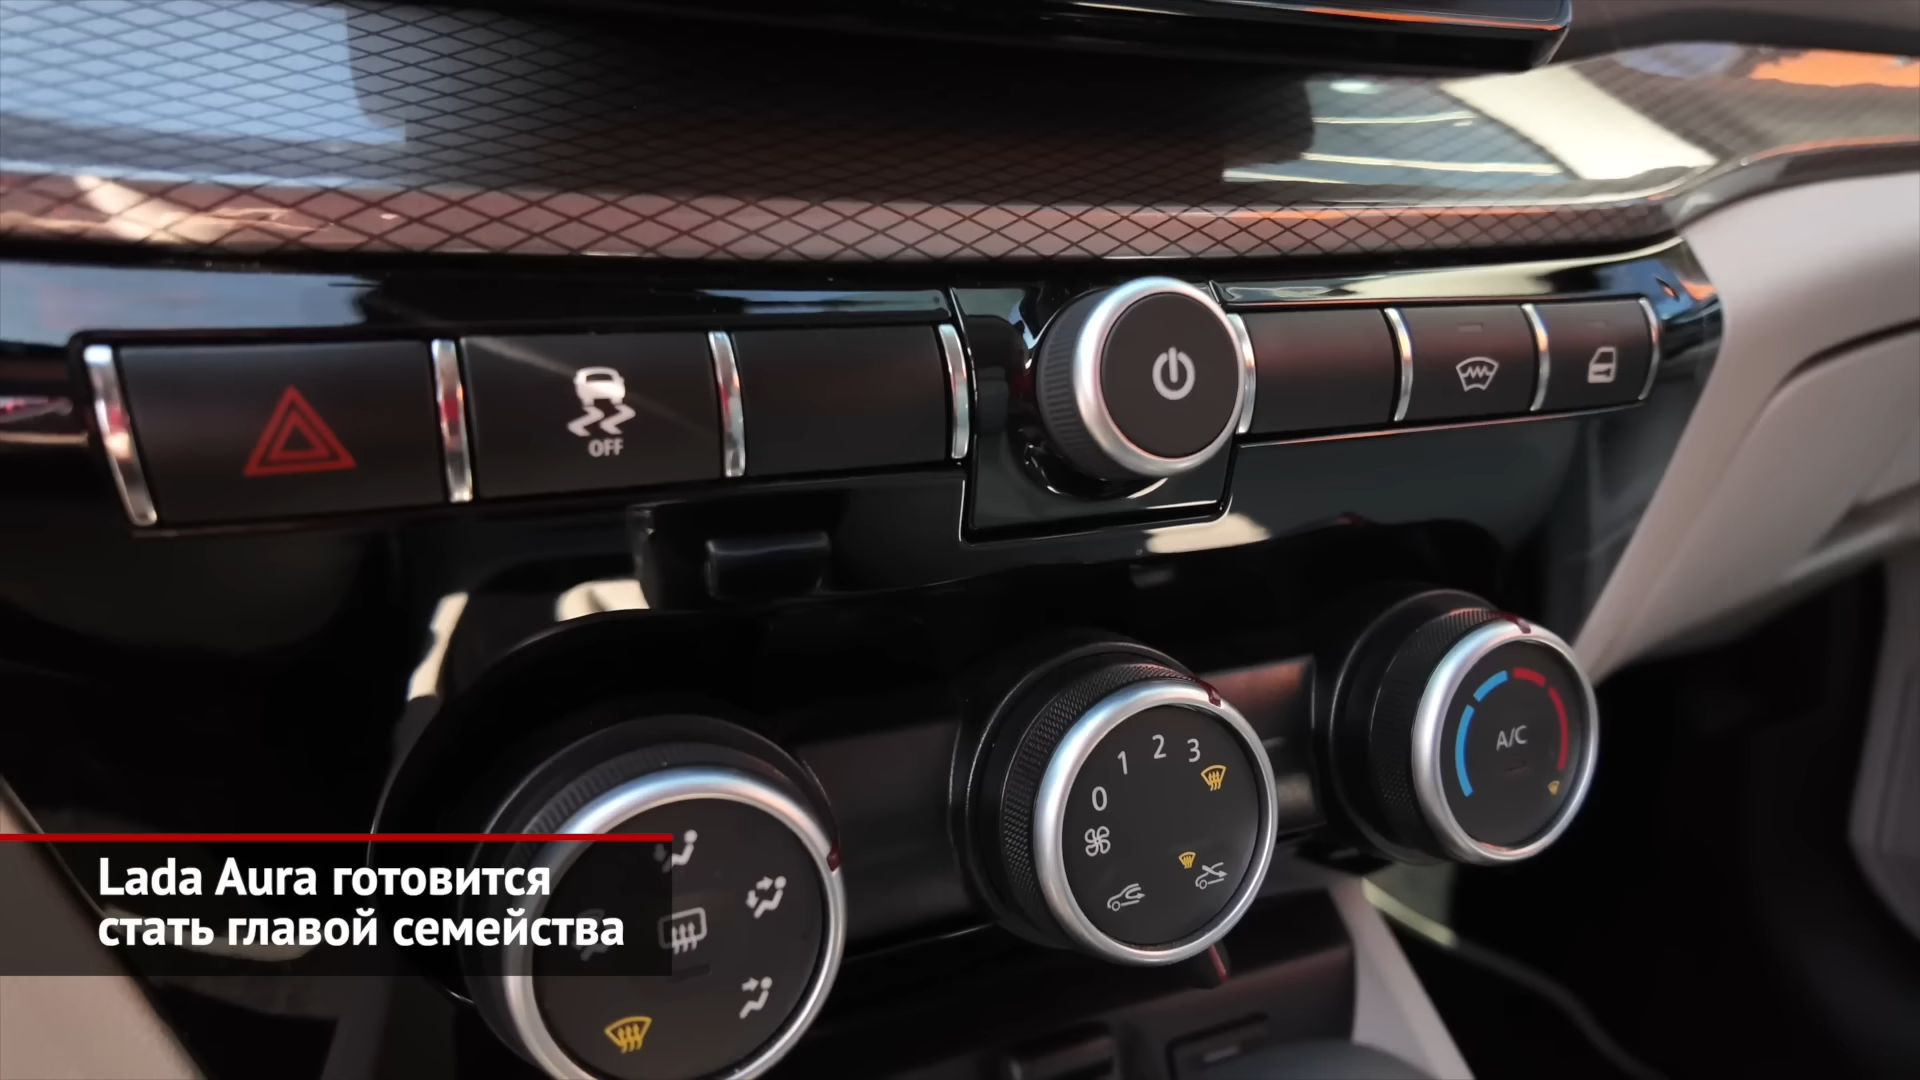 OFF
1 2 3
0
A/C
Lada Aura готовится
стать главой семейства